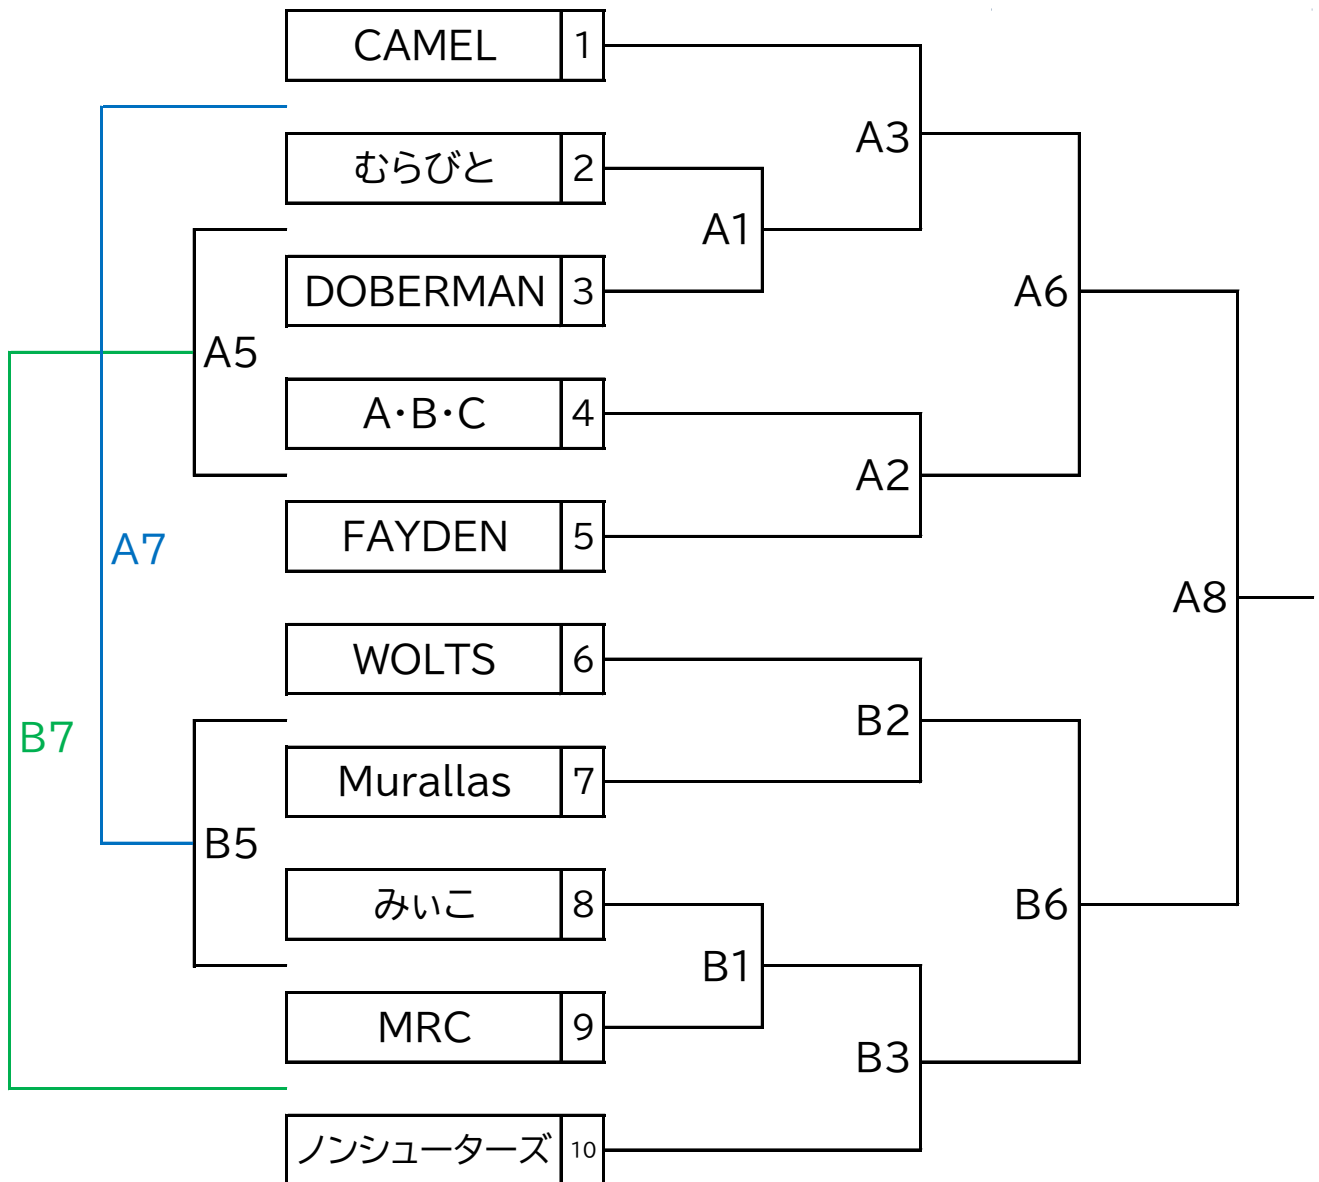 CAMEL 1
A3
むらびと 2
A1
DOBERMAN 3
A6
A5
A・B・C 4
A2
FAYDEN 5
A7
A8
WOLTS 6
B2
B7
Murallas 7
B5
みぃこ 8
B6
B1
MRC 9
B3
ノンシューターズ 10